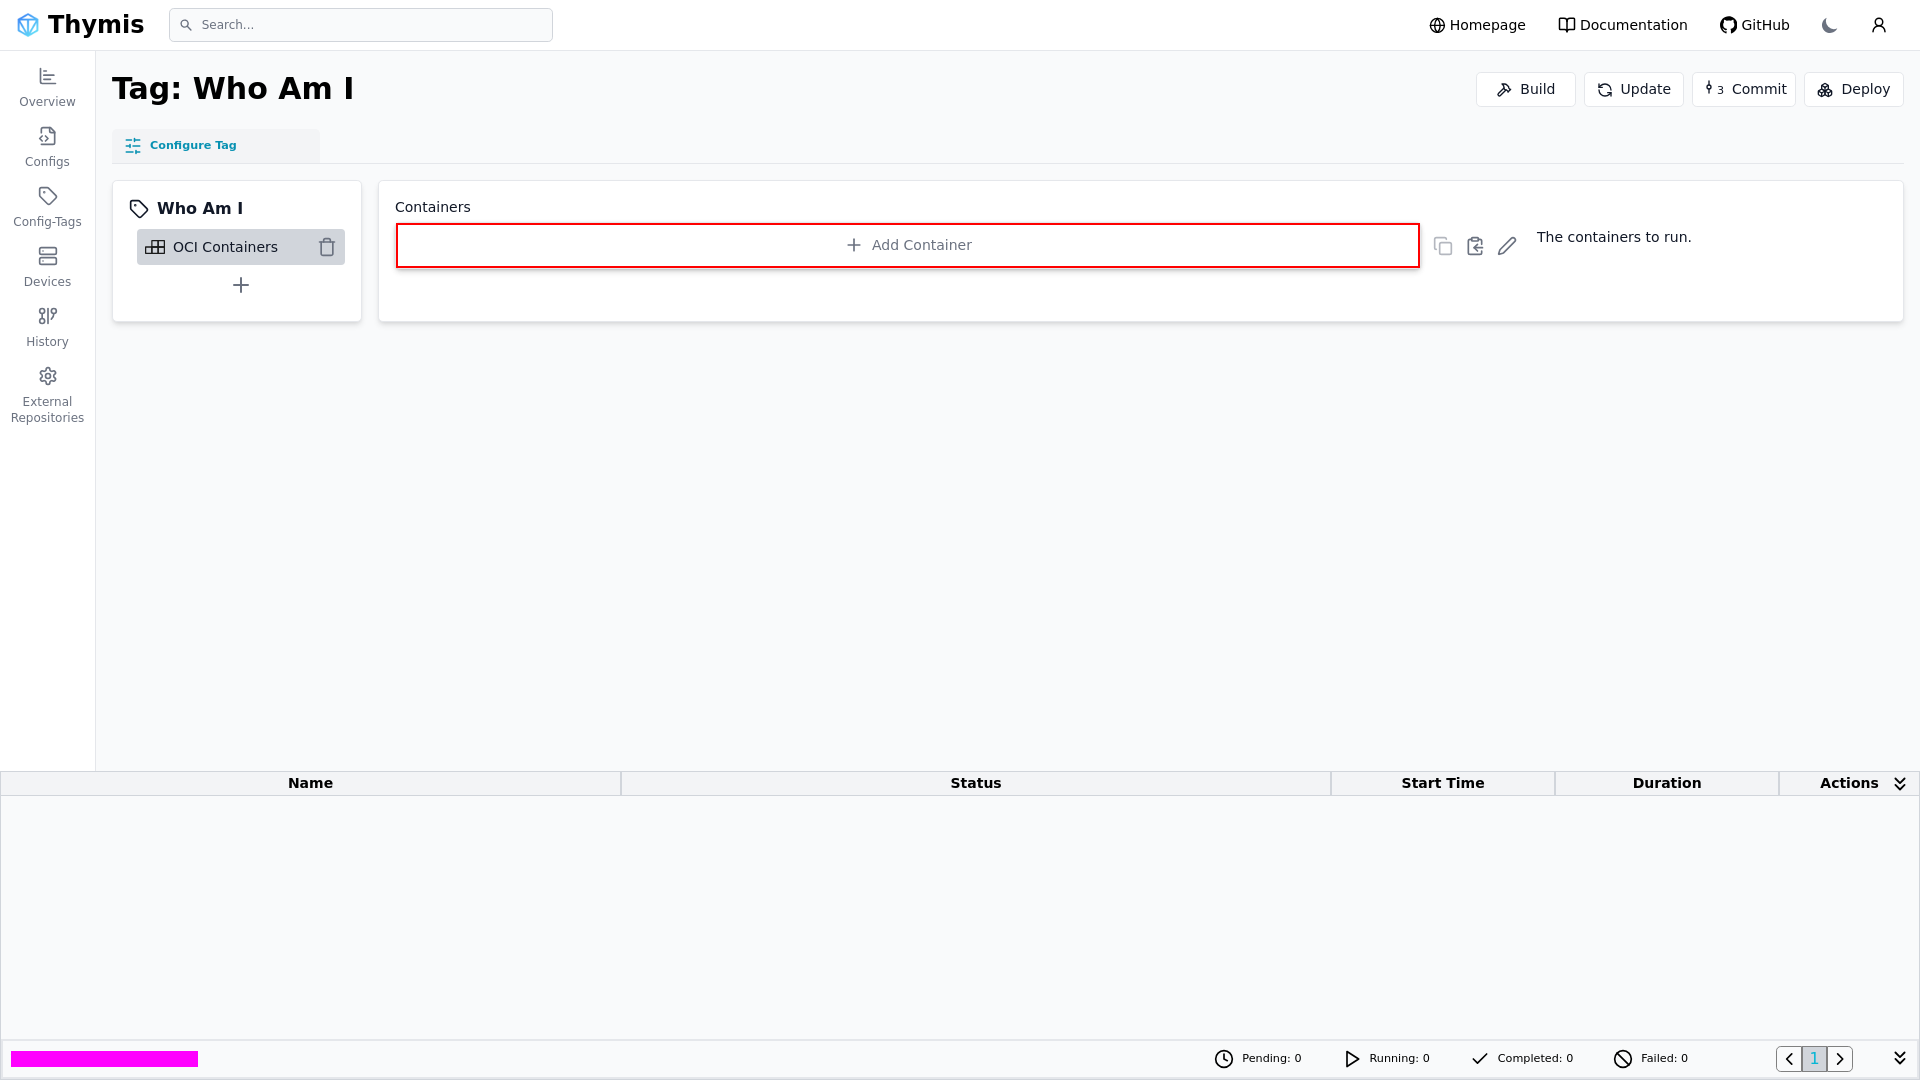 Thymis
Search...
Homepage
Documentation
GitHub
Overview
Configs
Config-Tags
Devices
History
External
Repositories
Tag: Who Am I
Build
Update
3 Commit
Deploy
Configure Tag
Who Am I
OCI Containers
Containers
Add Container
The containers to run.
Name Status Start Time Duration Actions
Pending: 0 Running: 0 Completed: 0 Failed: 0 1